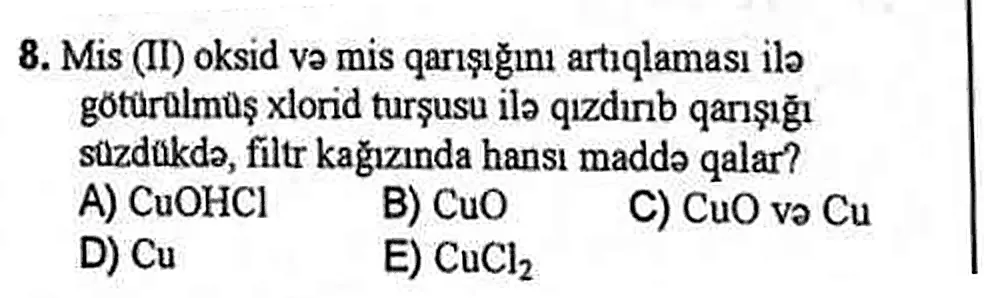 8. Mis (II) oksid və mis qarışığını artıqlaması ilə
götürülmüş xlorid turşusu ilə qızdırıb qarışığı
süzdükdə, filtr kağızında hansı maddə qalar?
A) CuOHCl B) CuO C) CuO və Cu
D) Cu E) CuCl₂